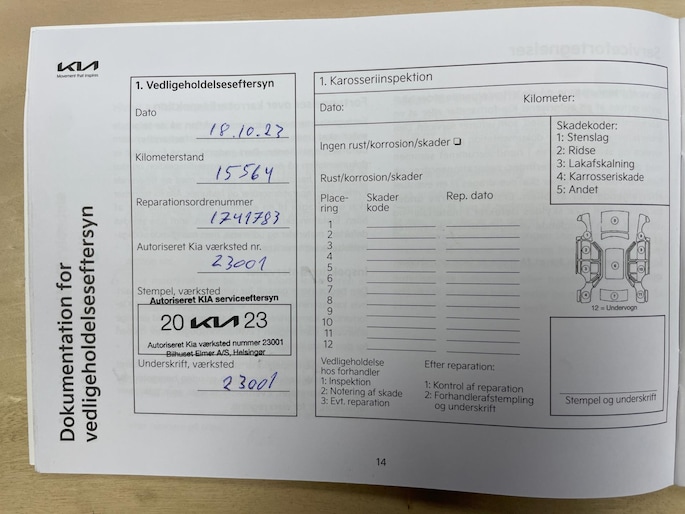 KIA
Movement that inspires
Dokumentation for
vedligeholdelseseftersyn
1. Vedligeholdelseseftersyn
Dato
18.10.23
Kilometerstand
15564
Reparationsordrenummer
1741783
Autoriseret Kia værksted nr.
23001
Stempel, værksted
Autoriseret KIA serviceeftersyn
20 KIA 23
Autoriseret Kia værksted nummer 23001
Bilhuset Elmer A/S, Helsingør
Underskrift, værksted
23001
1. Karosseriinspektion
Dato: Kilometer:
Ingen rust/korrosion/skader
Rust/korrosion/skader
Skadekoder:
1: Stenslag
2: Ridse
3: Lakafskalning
4: Karrosseriskade
5: Andet
Place-
ring
Skader
kode
Rep. dato
1
2
3
4
5
6
7
8
9
10
11
12
12 = Undervogn
Vedligeholdelse
hos forhandler
1: Inspektion
2: Notering af skade
3: Evt. reparation
Efter reparation:
1: Kontrol af reparation
2: Forhandlerafstempling
og underskrift
Stempel og underskrift
14